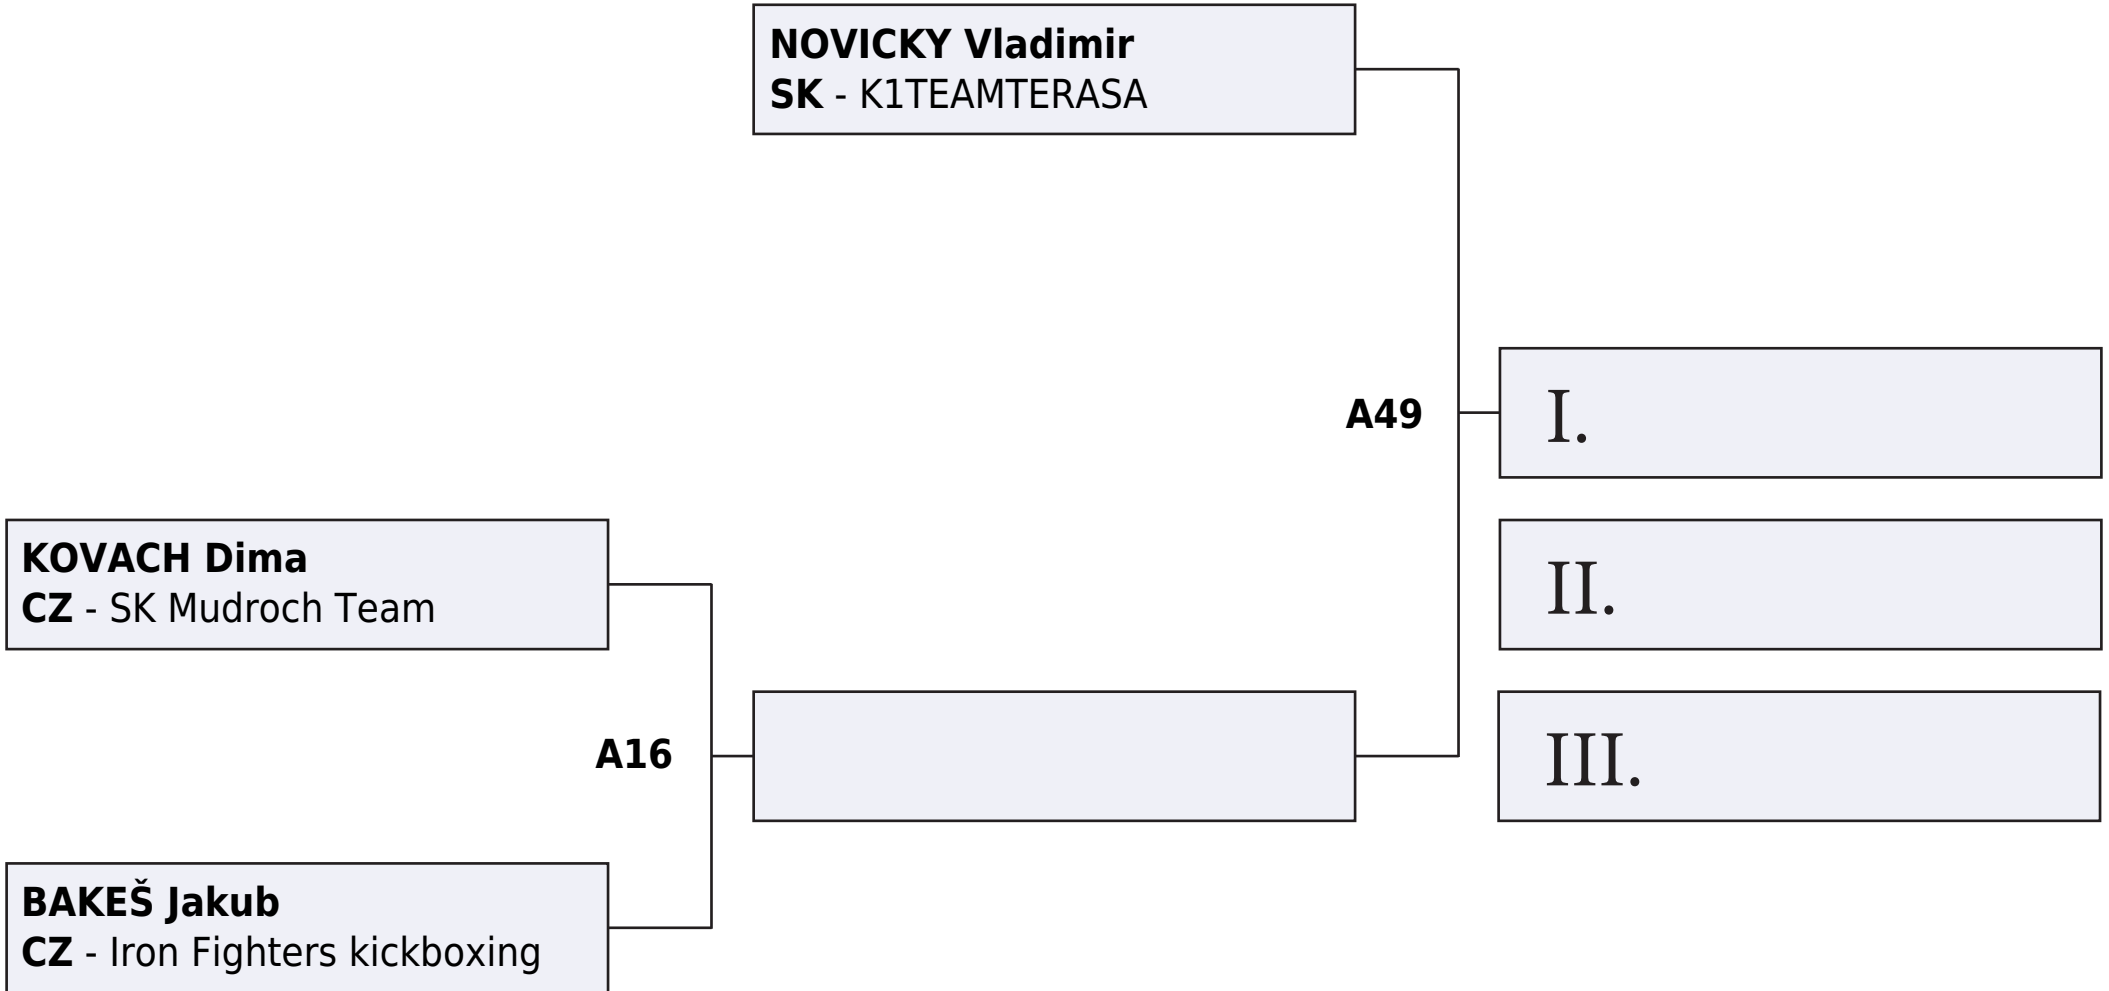 NOVICKY Vladimir
SK - K1TEAMTERASA
A49
I.
KOVACH Dima
CZ - SK Mudroch Team
II.
A16
III.
BAKEŠ Jakub
CZ - Iron Fighters kickboxing